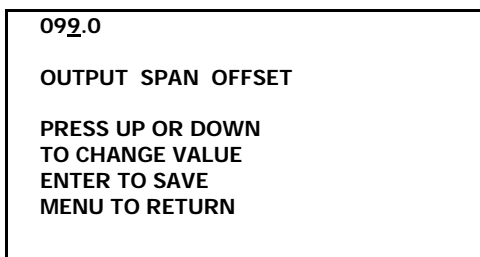 099.0
OUTPUT SPAN OFFSET
PRESS UP OR DOWN
TO CHANGE VALUE
ENTER TO SAVE
MENU TO RETURN